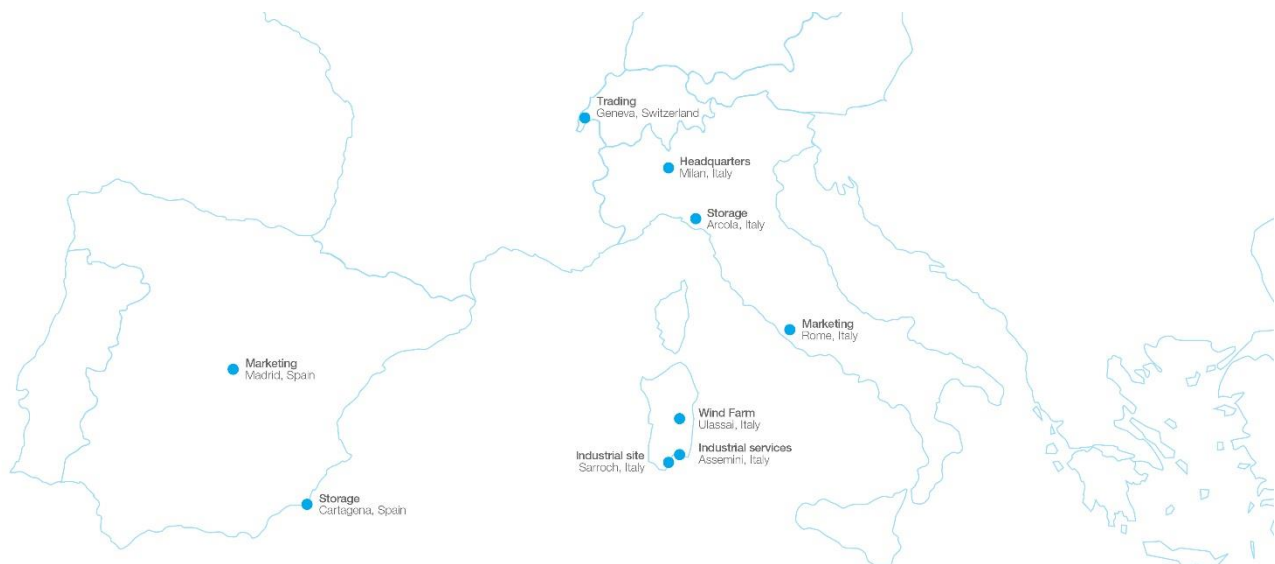 Trading
Geneva, Switzerland
Headquarters
Milan, Italy
Storage
Arcola, Italy
Marketing
Rome, Italy
Marketing
Madrid, Spain
Wind Farm
Ulassai, Italy
Industrial services
Assemini, Italy
Industrial site
Sarroch, Italy
Storage
Cartagena, Spain